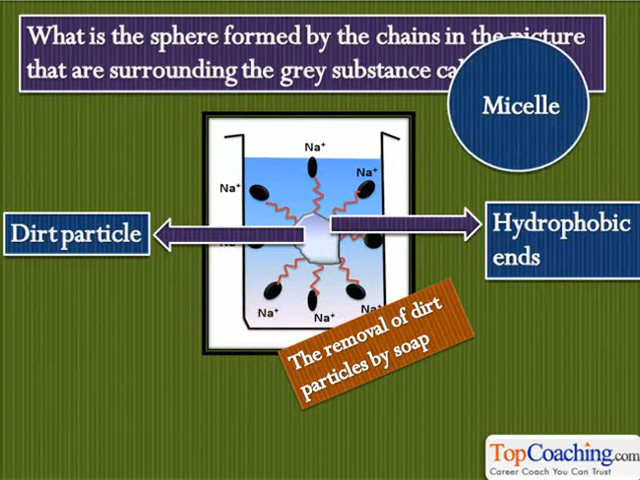 What is the sphere formed by the chains in the picture
that are surrounding the grey substance
Micelle
Na⁺
Na⁺
Na⁺
Dirt particle
Hydrophobic
ends
Na⁺
Na⁺
Na⁺
The removal of dirt
particles by soap
TopCoaching.com
Career Coach You Can Trust